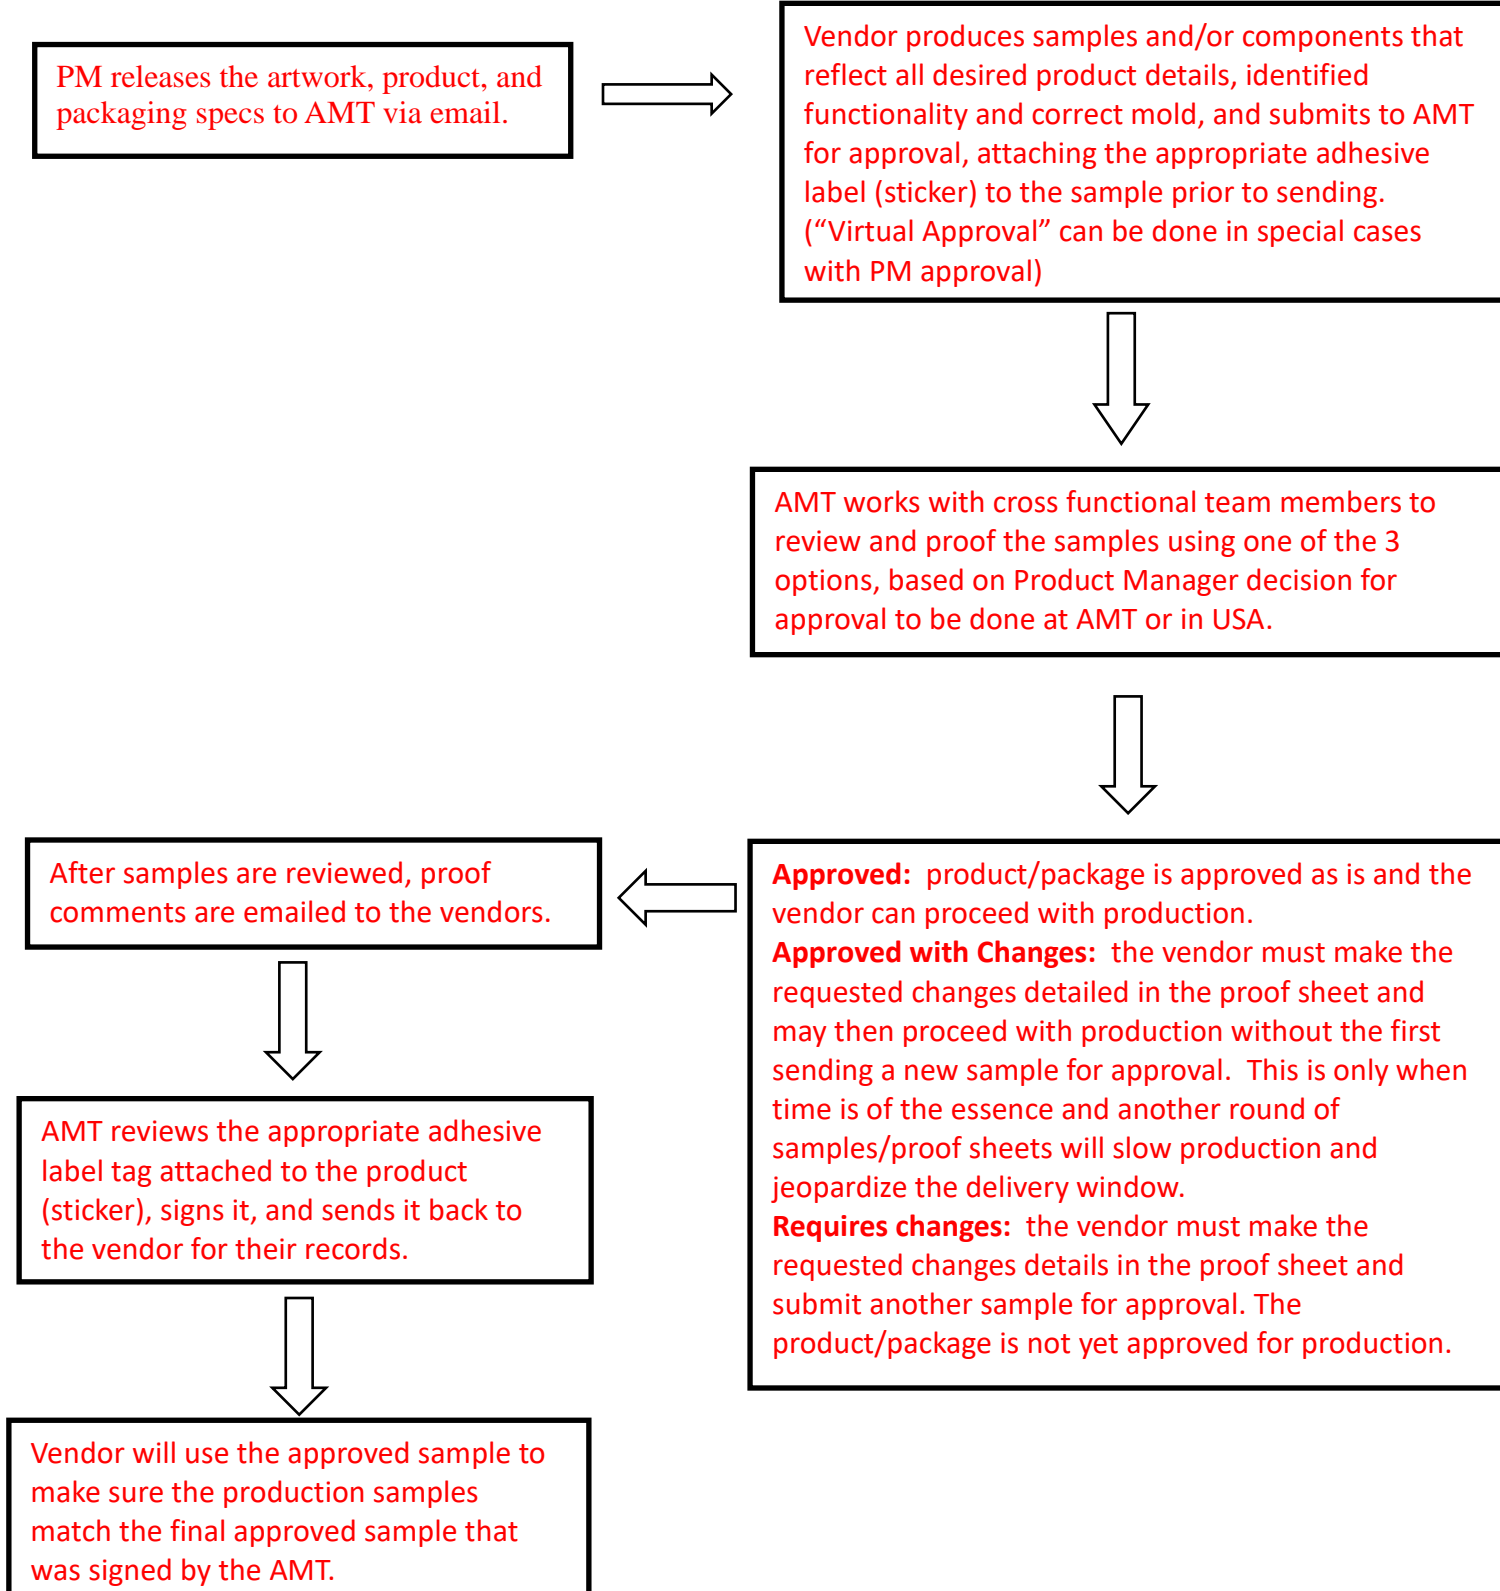 PM releases the artwork, product, and
packaging specs to AMT via email.
Vendor produces samples and/or components that
reflect all desired product details, identified
functionality and correct mold, and submits to AMT
for approval, attaching the appropriate adhesive
label (sticker) to the sample prior to sending.
(“Virtual Approval” can be done in special cases
with PM approval)
AMT works with cross functional team members to
review and proof the samples using one of the 3
options, based on Product Manager decision for
approval to be done at AMT or in USA.
Approved:  product/package is approved as is and the
vendor can proceed with production.
Approved with Changes:  the vendor must make the
requested changes detailed in the proof sheet and
may then proceed with production without the first
sending a new sample for approval.  This is only when
time is of the essence and another round of
samples/proof sheets will slow production and
jeopardize the delivery window.
Requires changes:  the vendor must make the
requested changes details in the proof sheet and
submit another sample for approval. The
product/package is not yet approved for production.
After samples are reviewed, proof
comments are emailed to the vendors.
AMT reviews the appropriate adhesive
label tag attached to the product
(sticker), signs it, and sends it back to
the vendor for their records.
Vendor will use the approved sample to
make sure the production samples
match the final approved sample that
was signed by the AMT.